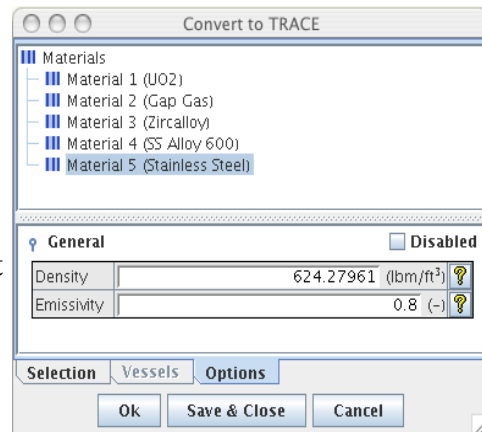 Convert to TRACE
Materials
Material 1 (UO2)
Material 2 (Gap Gas)
Material 3 (Zircalloy)
Material 4 (SS Alloy 600)
Material 5 (Stainless Steel)
General Disabled
Density 624.27961 (lbm/ft³) ?
Emissivity 0.8 (-) ?
Selection Vessels Options
Ok Save & Close Cancel